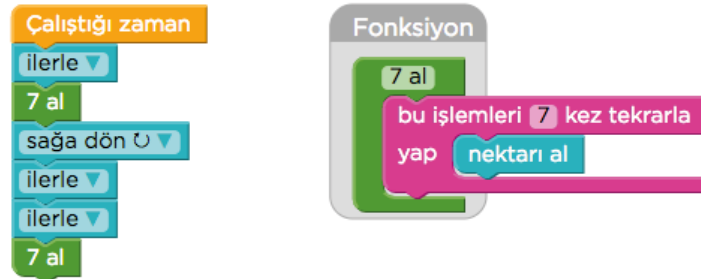 Çalıştığı zaman
ilerle
7 al
sağa dön ↻
ilerle
ilerle
7 al
Fonksiyon
7 al
bu işlemleri 7 kez tekrarla
yap nektarı al